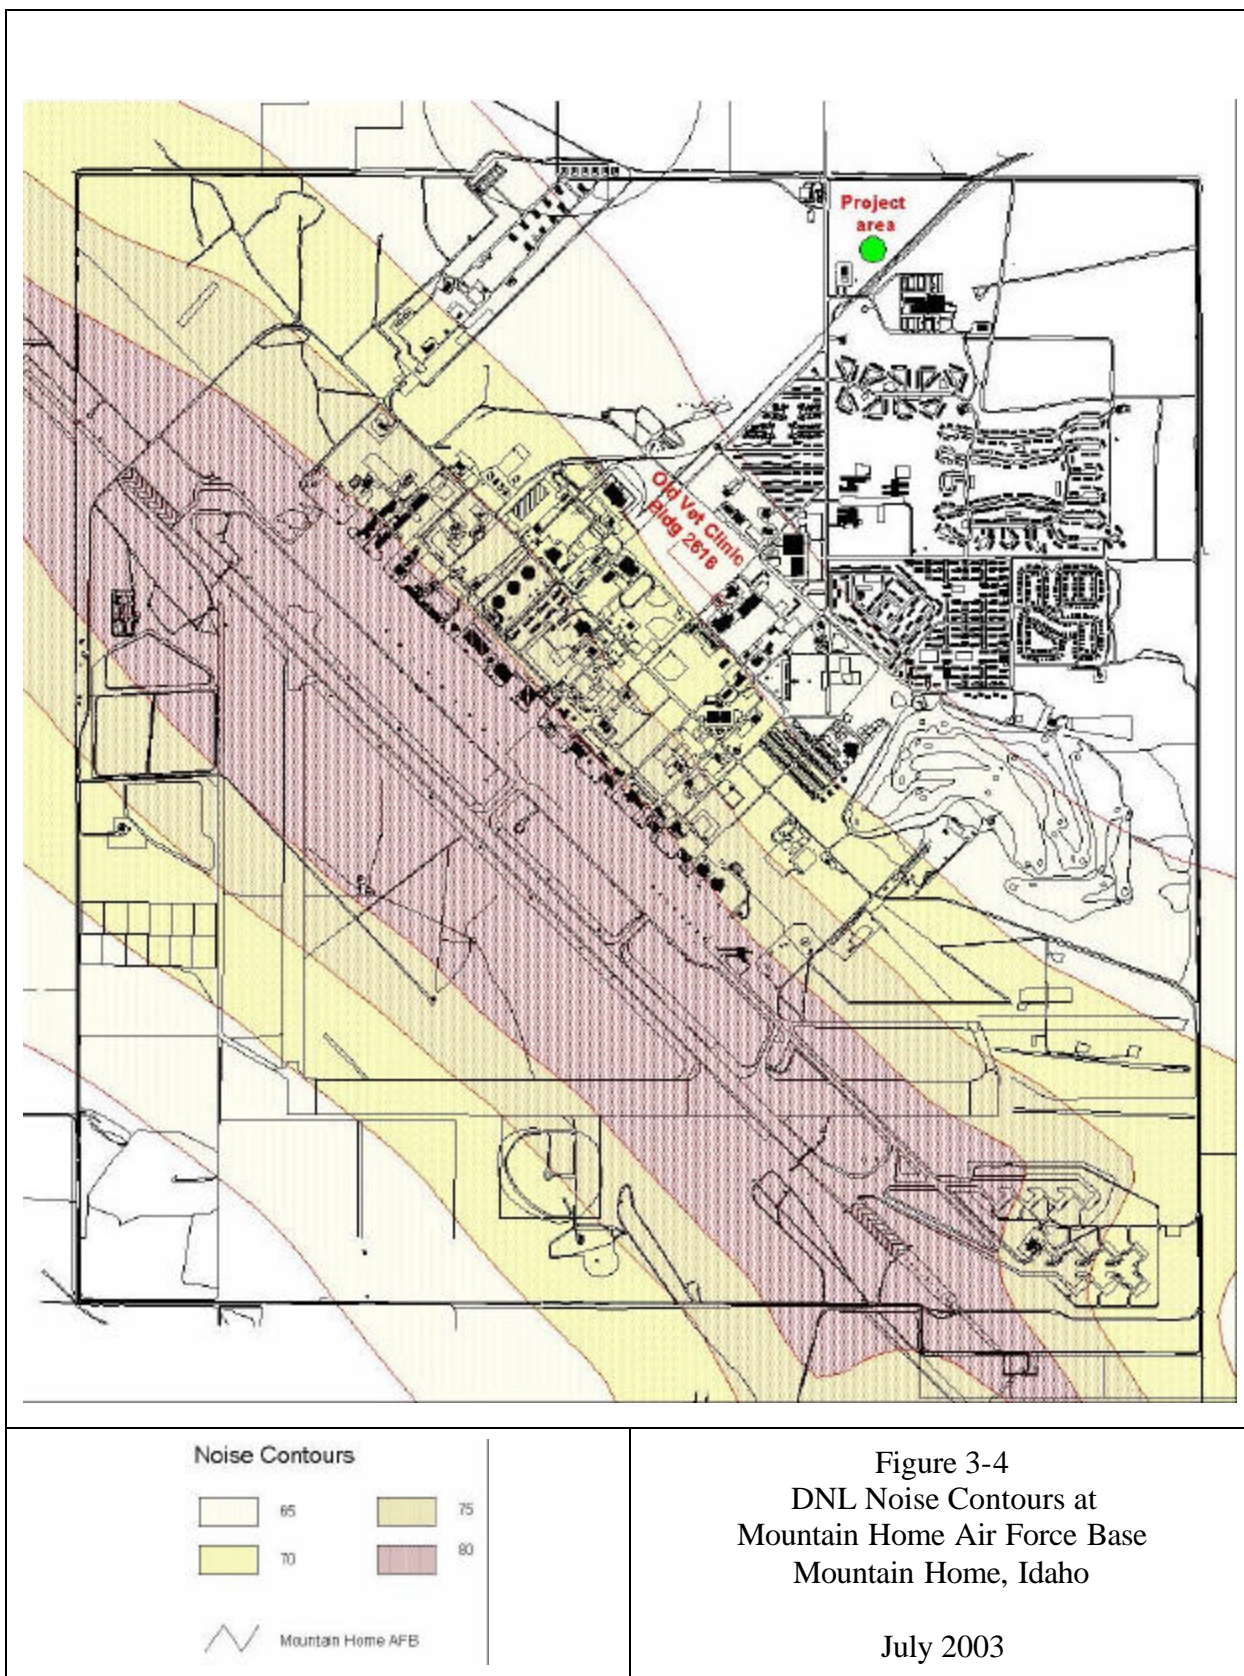 Project
area
Old Vet Clinic
Bldg 2618
Noise Contours
65
75
70
80
Mountain Home AFB
Figure 3-4
DNL Noise Contours at
Mountain Home Air Force Base
Mountain Home, Idaho
July 2003